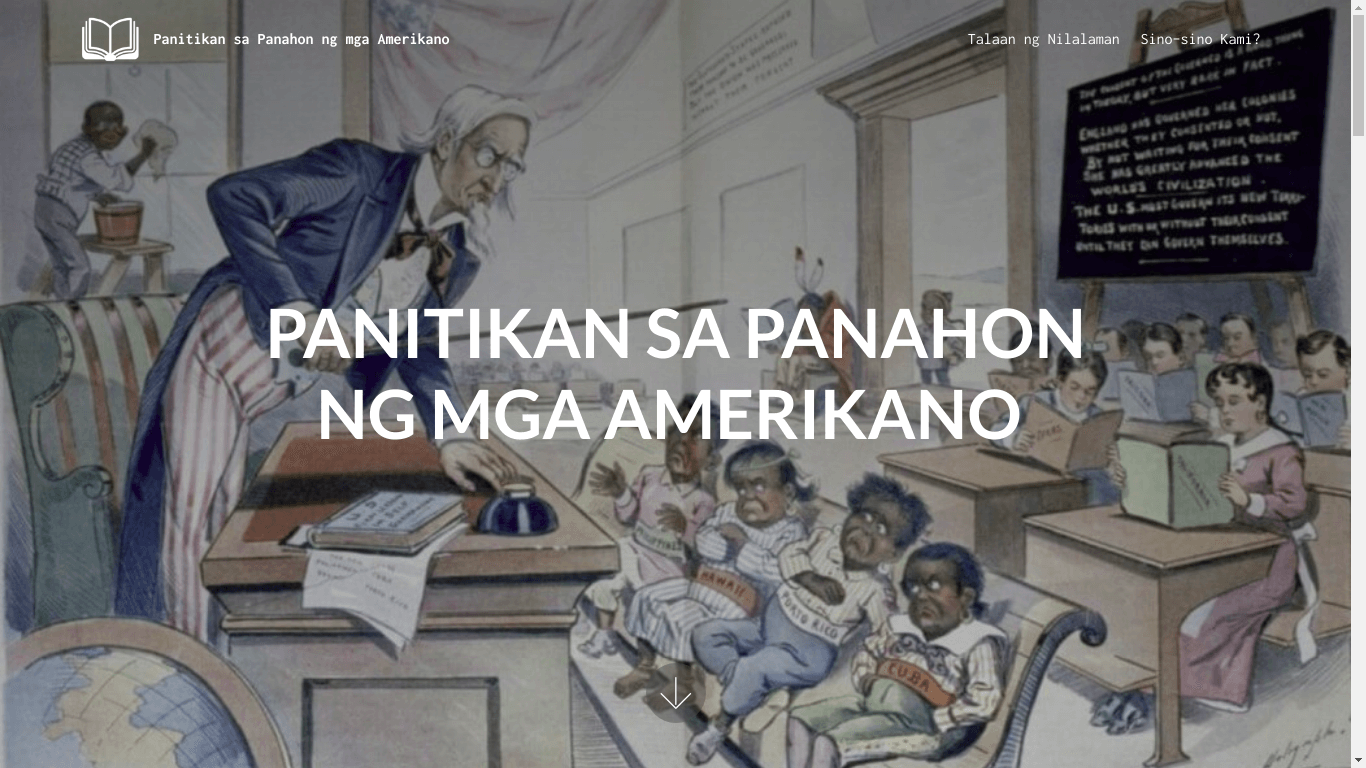 Panitikan sa Panahon ng mga Amerikano
Talaan ng Nilalaman
Sino-sino Kami?
PANITIKAN SA PANAHON
NG MGA AMERIKANO
THE CONSENT OF THE GOVERNED IS A GOOD THING
IN THEORY, BUT VERY RARE IN FACT.
ENGLAND HAS GOVERNED HER COLONIES
WHETHER THEY CONSENTED OR NOT,
BY NOT WAITING FOR THEIR CONSENT
SHE HAS GREATLY ADVANCED THE
WORLD'S CIVILIZATION.
THE U.S. MUST GOVERN ITS NEW TERRI-
TORIES WITH OR WITHOUT THEIR CONSENT
UNTIL THEY CAN GOVERN THEMSELVES.
PHILIPPINES
HAWAII
PORTO RICO
CUBA
U.S.